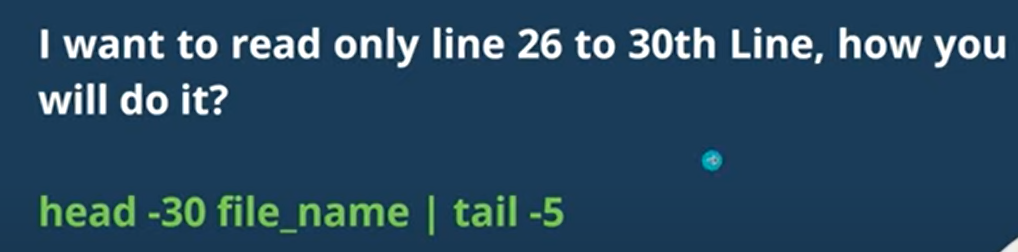 I want to read only line 26 to 30th Line, how you
will do it?
head -30 file_name | tail -5